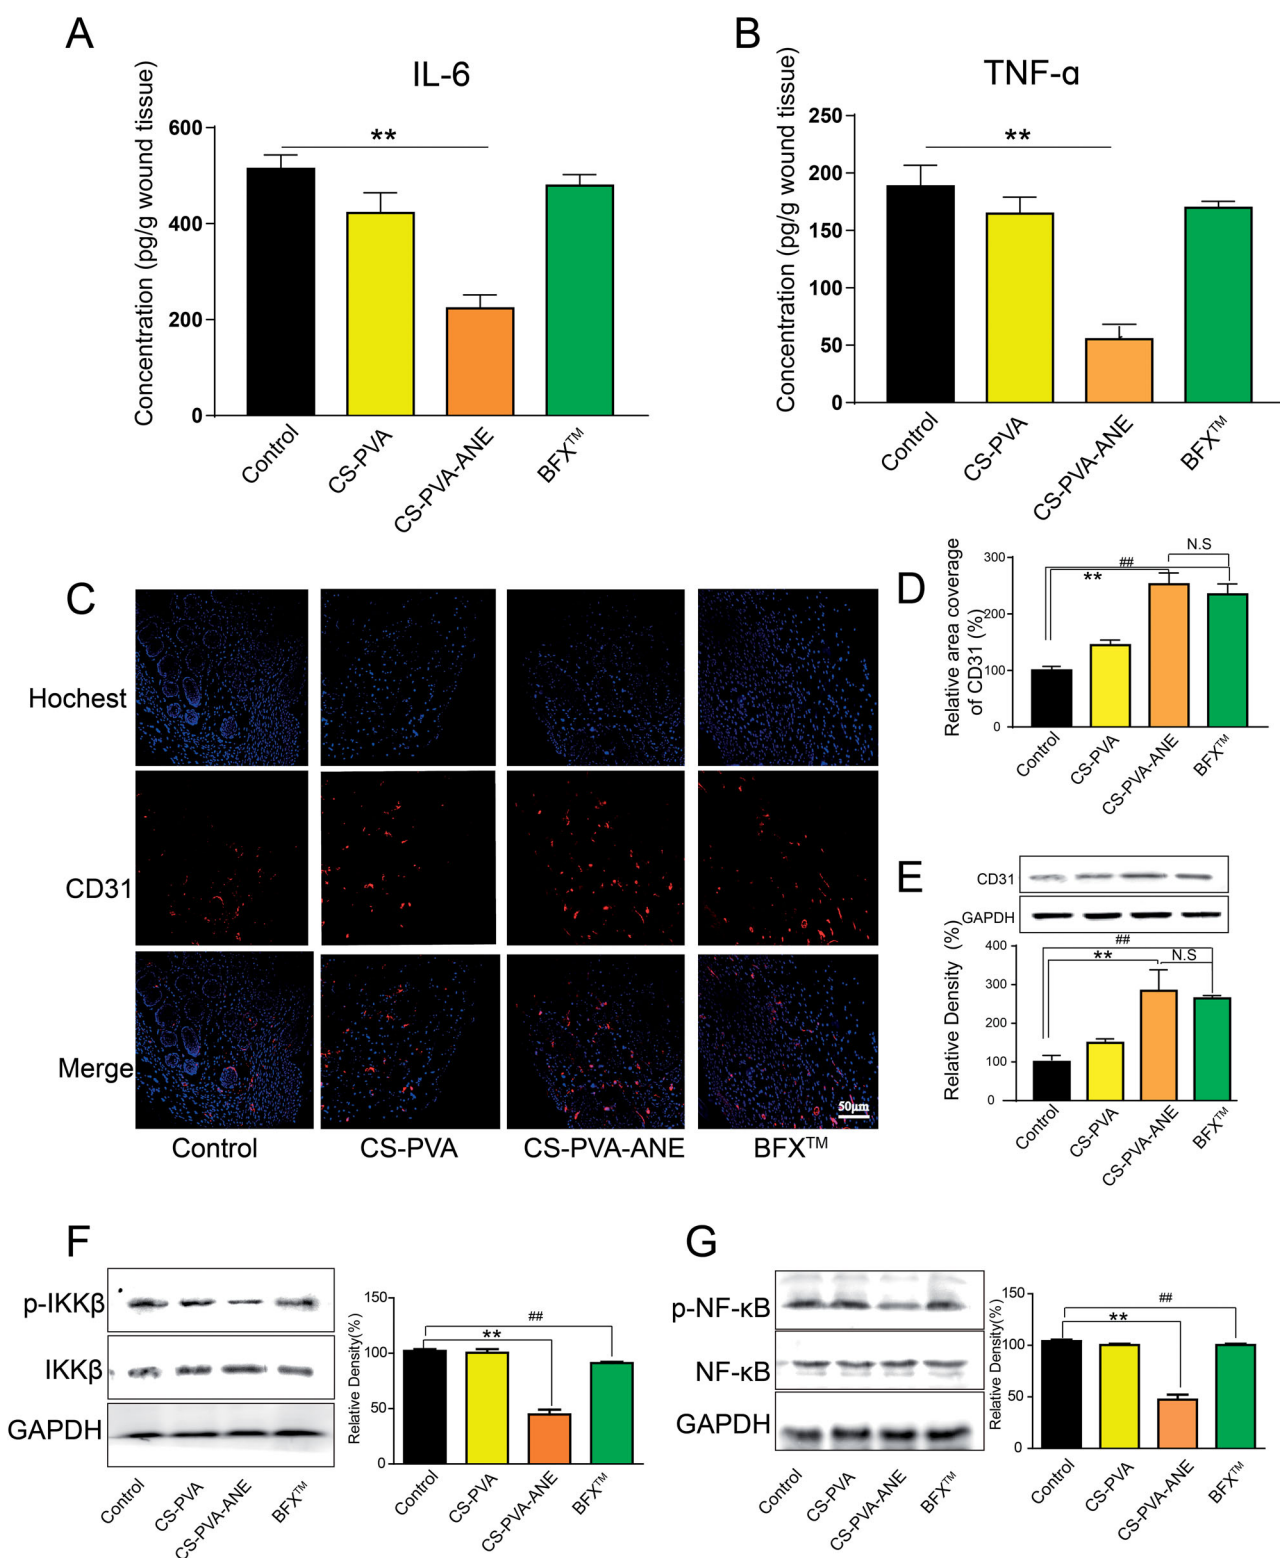 A
IL-6
Concentration (pg/g wound tissue)
600
400
200
0
**
Control
CS-PVA
CS-PVA-ANE
BFX™
B
TNF-α
Concentration (pg/g wound tissue)
250
200
150
100
50
0
**
Control
CS-PVA
CS-PVA-ANE
BFX™
C
Hochest
CD31
Merge
50μm
Control
CS-PVA
CS-PVA-ANE
BFX™
D
Relative area coverage
of CD31 (%)
300
200
100
0
N.S
##
**
Control
CS-PVA
CS-PVA-ANE
BFX™
E
CD31
GAPDH
Relative Density (%)
400
300
200
100
0
##
**
N.S
Control
CS-PVA
CS-PVA-ANE
BFX™
F
p-IKKβ
IKKβ
GAPDH
Control
CS-PVA
CS-PVA-ANE
BFX™
Relative Density(%)
150
100
50
0
##
**
Control
CS-PVA
CS-PVA-ANE
BFX™
G
p-NF-κB
NF-κB
GAPDH
Control
CS-PVA
CS-PVA-ANE
BFX™
Relative Density(%)
150
100
50
0
##
**
Control
CS-PVA
CS-PVA-ANE
BFX™